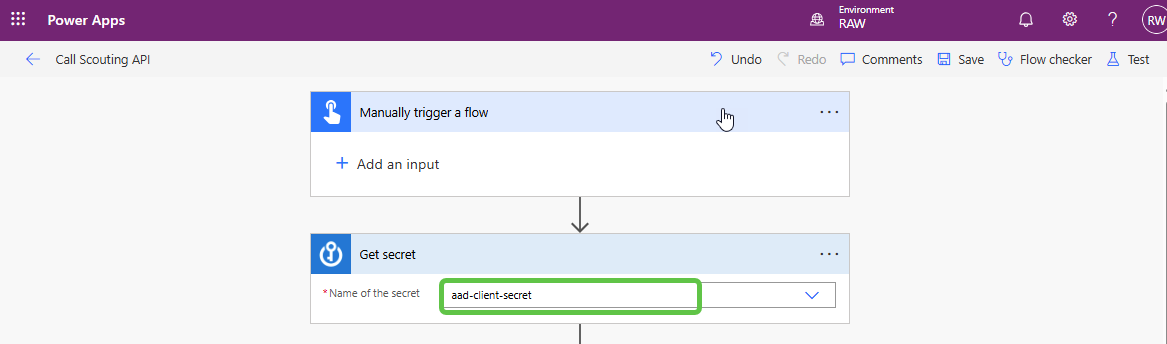 Power Apps
Environment
RAW
RW
Call Scouting API
Undo
Redo
Comments
Save
Flow checker
Test
Manually trigger a flow
...
+ Add an input
Get secret
...
*Name of the secret
aad-client-secret